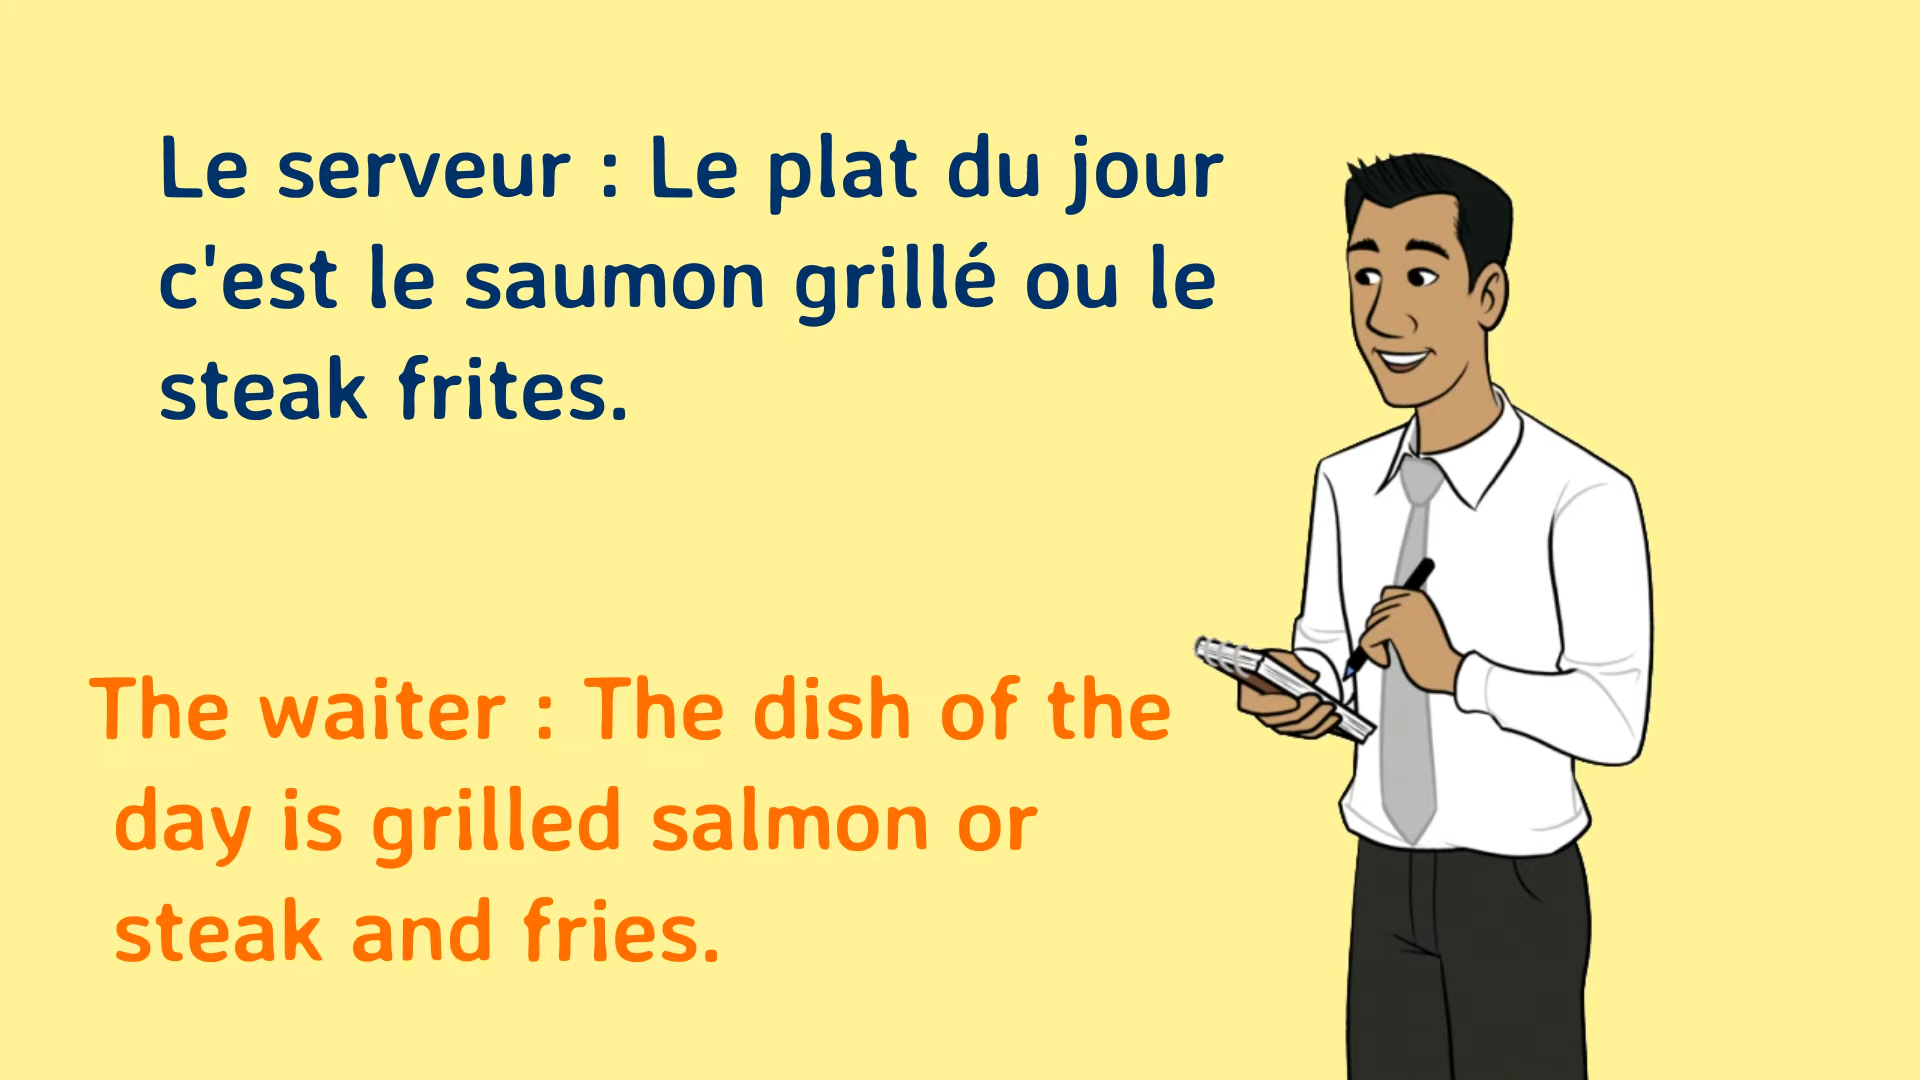 Le serveur : Le plat du jour
c'est le saumon grillé ou le
steak frites.
The waiter : The dish of the
day is grilled salmon or
steak and fries.